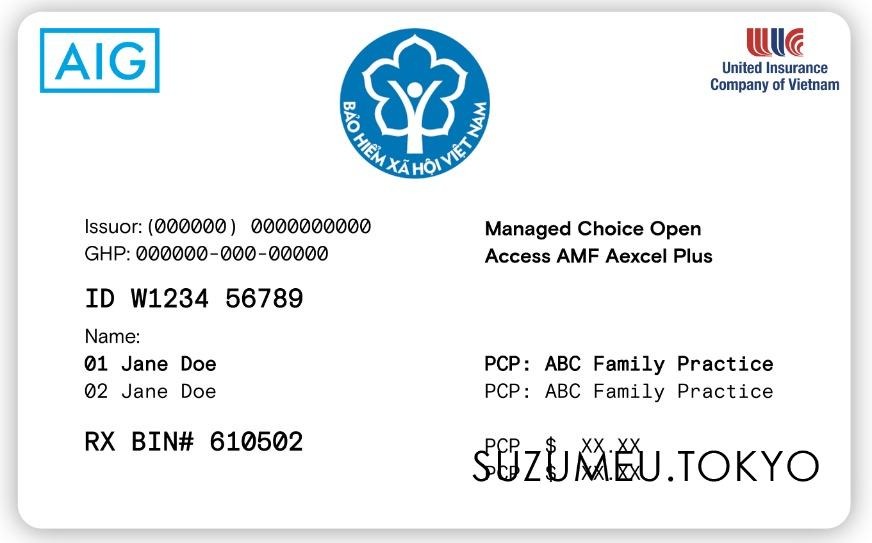 AIG
BẢO HIỂM XÃ HỘI VIỆT NAM
United Insurance
Company of Vietnam
Issuor: (000000) 0000000000
GHP: 000000-000-00000
ID W1234 56789
Name:
01 Jane Doe
02 Jane Doe
RX BIN# 610502
Managed Choice Open
Access AMF Aexcel Plus
PCP: ABC Family Practice
PCP: ABC Family Practice
PCP $ XX.XX
PCP $ XX.XX
SUZUMEU.TOKYO